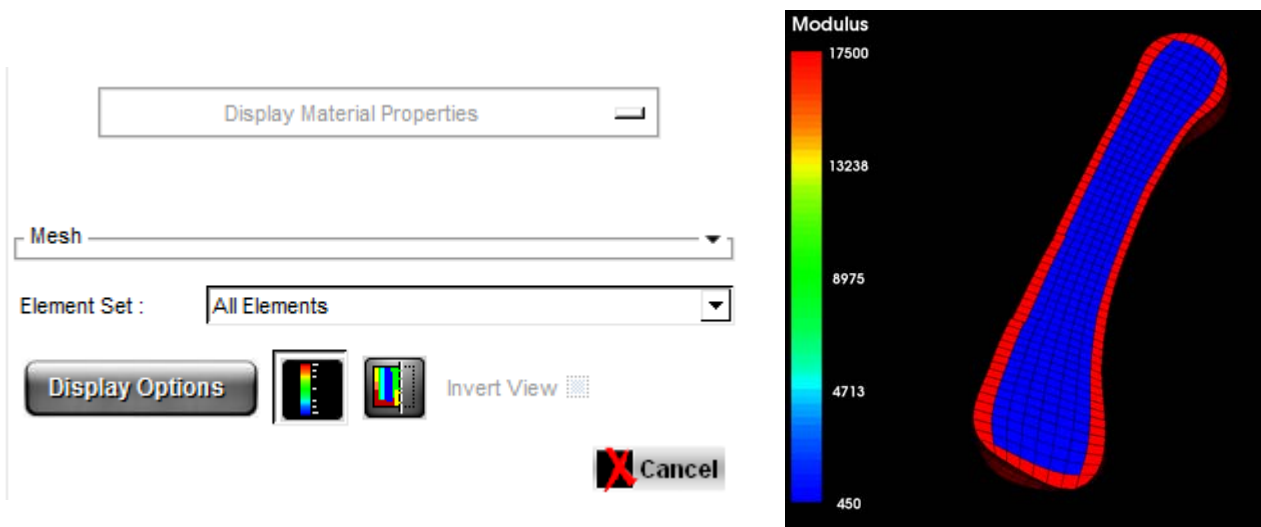 Display Material Properties
Mesh
Element Set :
All Elements
Display Options
Invert View
Cancel
Modulus
17500
13238
8975
4713
450